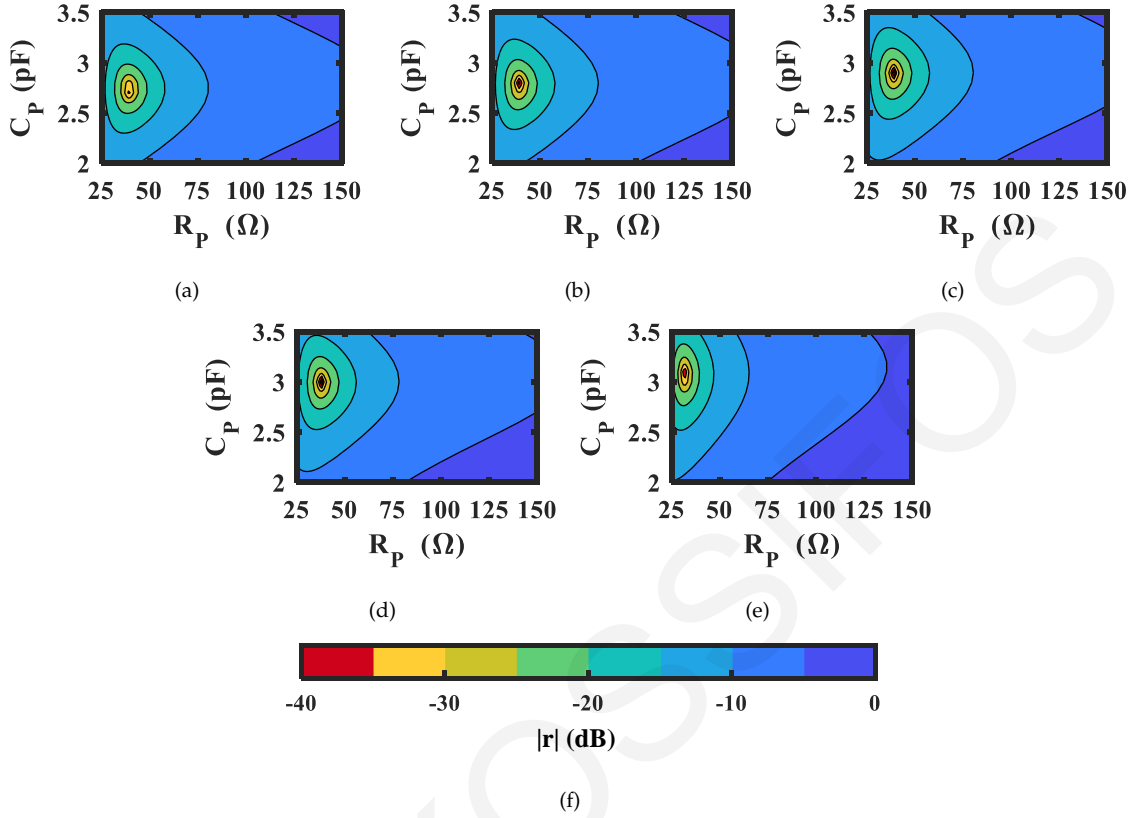 3.5 3 2.5 2
C_P (pF)
25 50 75 100 125 150
R_P (Ω)
(a)
3.5 3 2.5 2
C_P (pF)
25 50 75 100 125 150
R_P (Ω)
(b)
3.5 3 2.5 2
C_P (pF)
25 50 75 100 125 150
R_P (Ω)
(c)
3.5 3 2.5 2
C_P (pF)
25 50 75 100 125 150
R_P (Ω)
(d)
3.5 3 2.5 2
C_P (pF)
25 50 75 100 125 150
R_P (Ω)
(e)
-40 -30 -20 -10 0
|r| (dB)
(f)
OSSIFOS